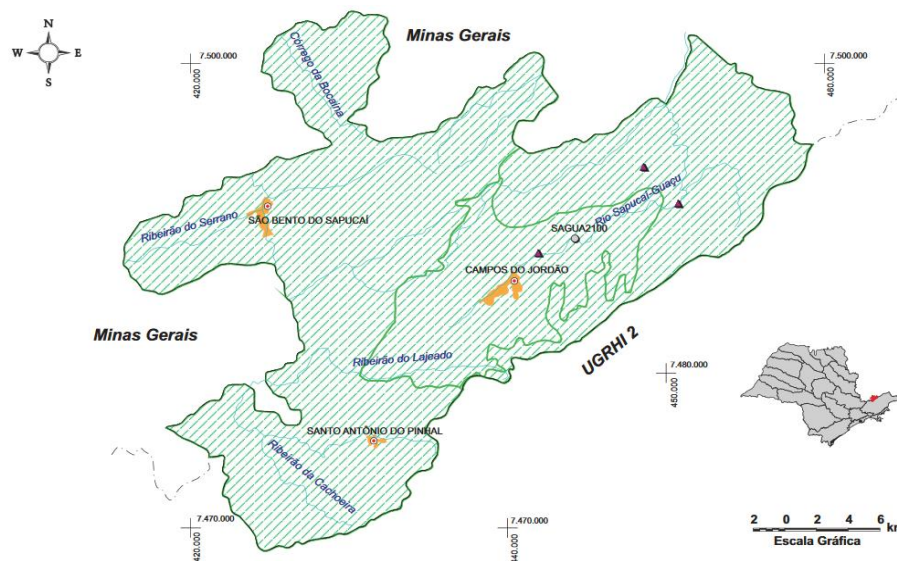 N
W
E
S
Minas Gerais
Córrego da Bocaina
7.500.000
420.000
7.500.000
460.000
Ribeirão do Serrano
SÃO BENTO DO SAPUCAÍ
Rio Sapucaí-Guaçu
SAGUA2100
CAMPOS DO JORDÃO
Minas Gerais
Ribeirão do Lajeado
UGRHI 2
7.480.000
450.000
SANTO ANTÔNIO DO PINHAL
Ribeirão da Cachoeira
7.470.000
420.000
7.470.000
440.000
2 0 2 4 6 km
Escala Gráfica